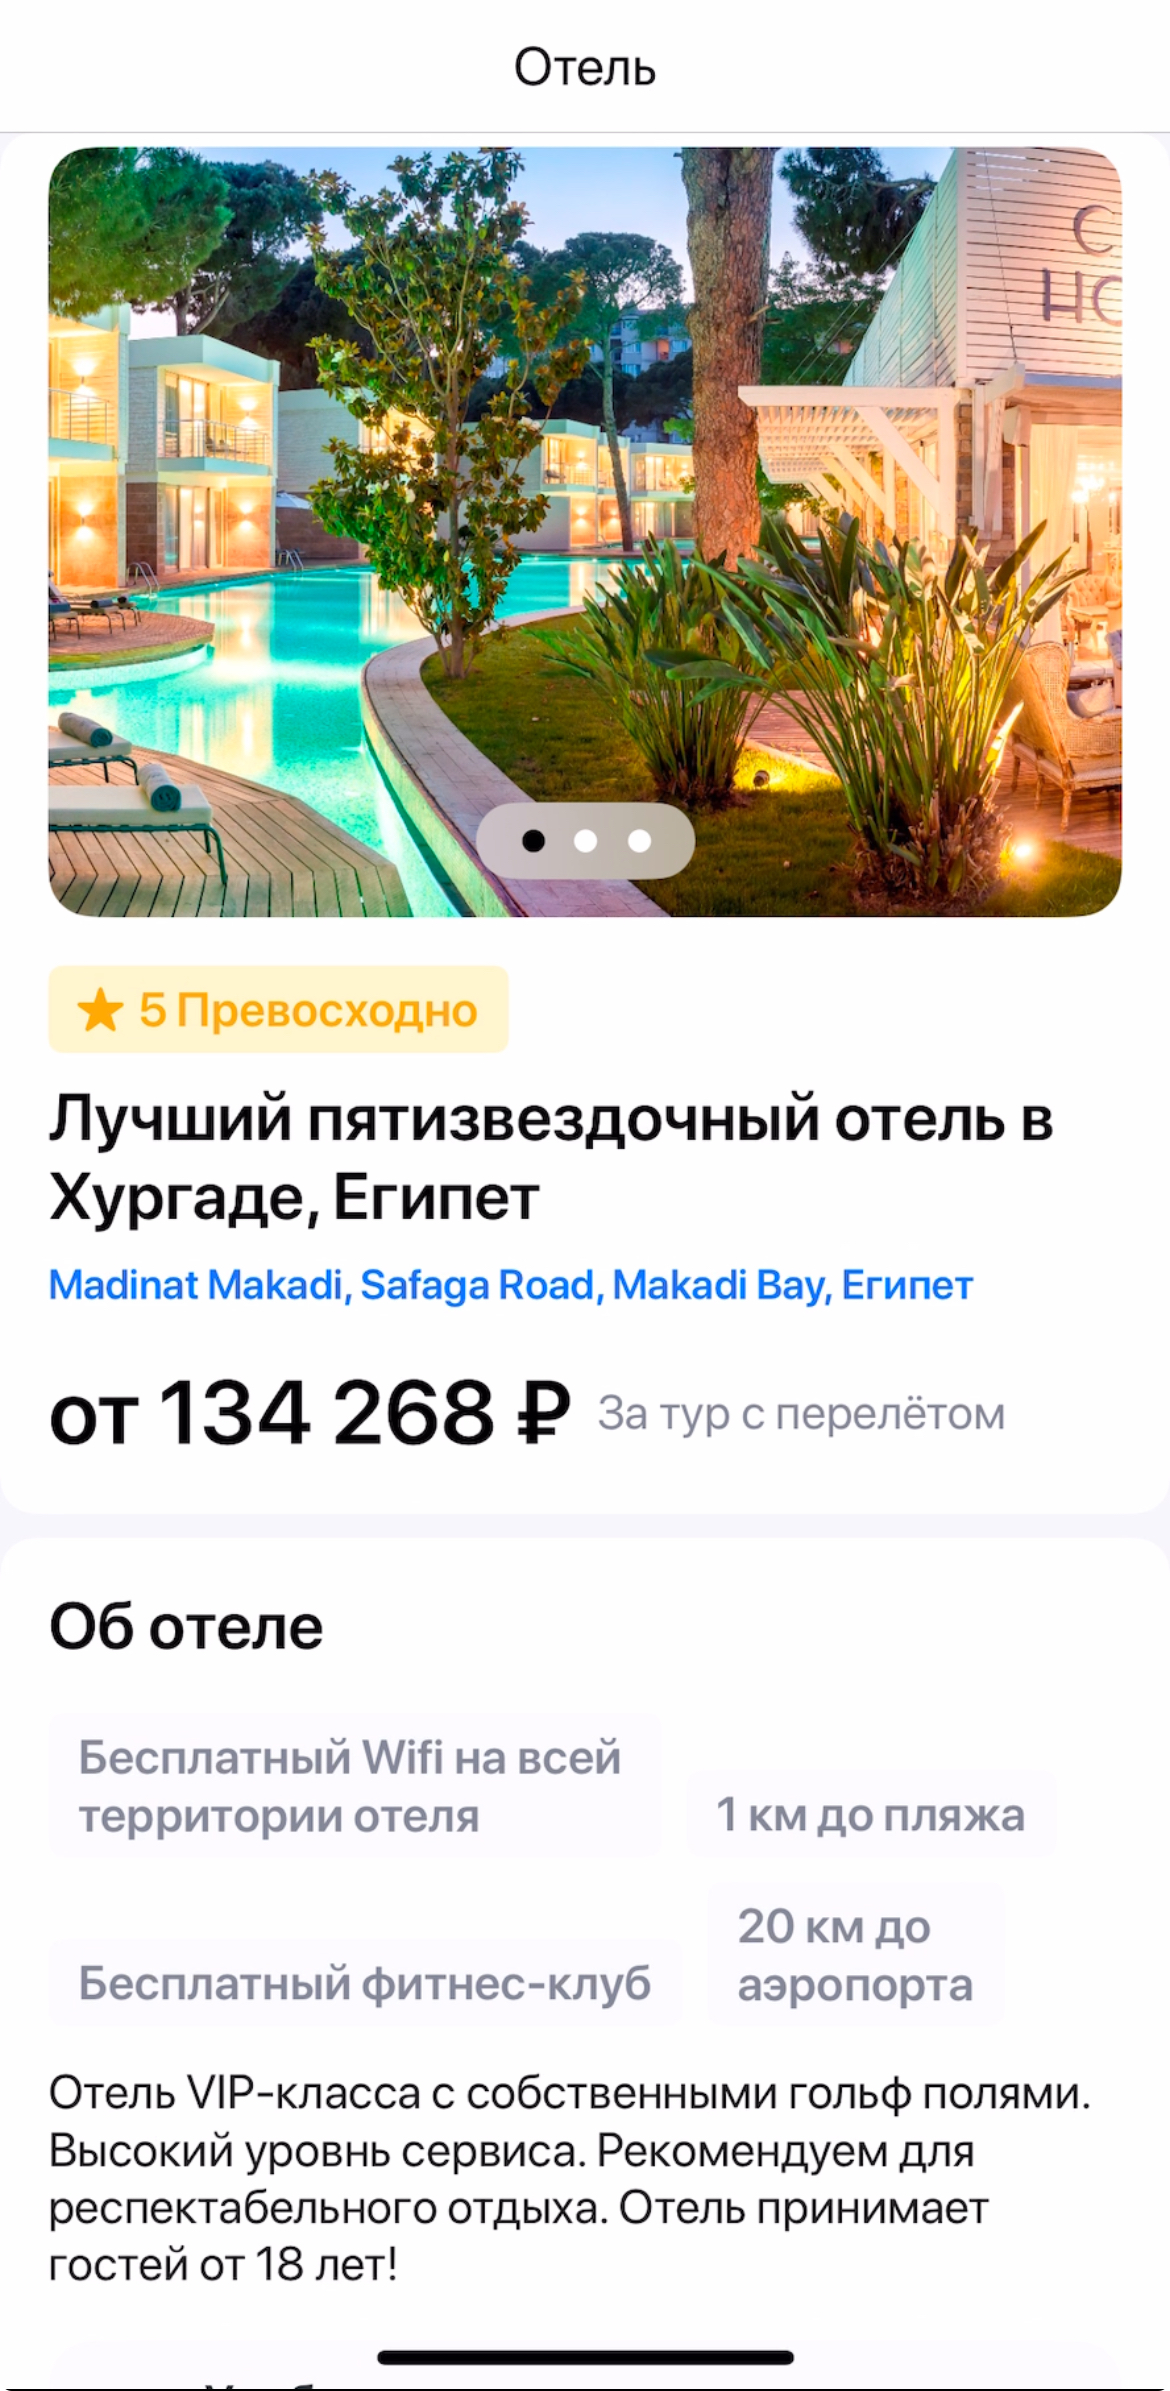 Отель
C
HO
5 Превосходно
Лучший пятизвездочный отель в
Хургаде, Египет
Madinat Makadi, Safaga Road, Makadi Bay, Египет
от 134 268 ₽ За тур с перелётом
Об отеле
Бесплатный Wifi на всей
территории отеля
1 км до пляжа
Бесплатный фитнес-клуб
20 км до
аэропорта
Отель VIP-класса с собственными гольф полями.
Высокий уровнь сервиса. Рекомендуем для
респектабельного отдыха. Отель принимает
гостей от 18 лет!